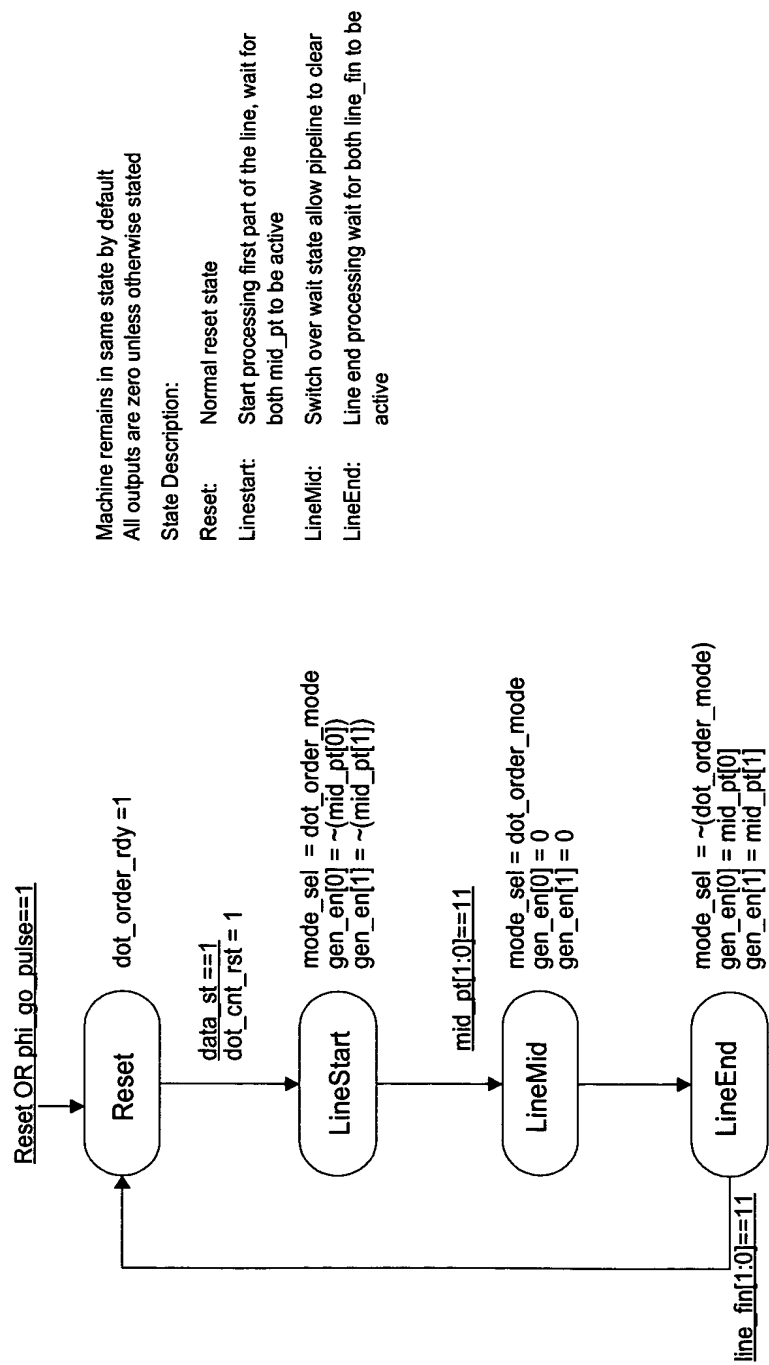 Reset OR phi_go_pulse==1
Reset
dot_order_rdy =1
data_st ==1
dot_cnt_rst = 1
LineStart
mode_sel = dot_order_mode
gen_en[0] = ~(mid_pt[0])
gen_en[1] = ~(mid_pt[1])
mid_pt[1:0]==11
LineMid
mode_sel = dot_order_mode
gen_en[0] = 0
gen_en[1] = 0
LineEnd
mode_sel = ~(dot_order_mode)
gen_en[0] = mid_pt[0]
gen_en[1] = mid_pt[1]
line_fin[1:0]==11
Machine remains in same state by default
All outputs are zero unless otherwise stated
State Description:
Reset: Normal reset state
Linestart: Start processing first part of the line, wait for
both mid_pt to be active
LineMid: Switch over wait state allow pipeline to clear
LineEnd: Line end processing wait for both line_fin to be
active